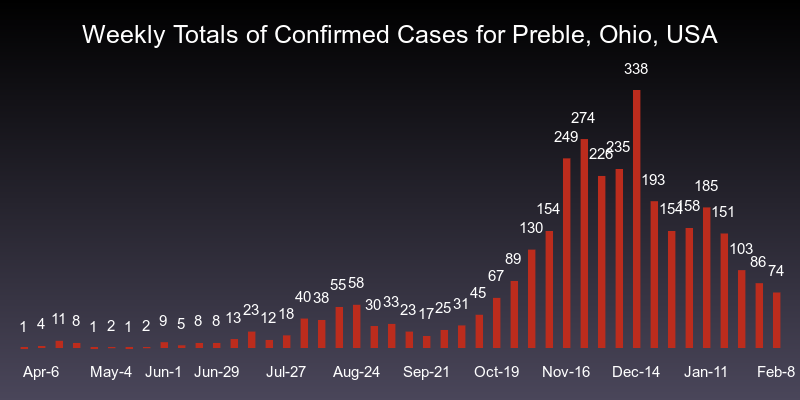 Weekly Totals of Confirmed Cases for Preble, Ohio, USA
1 4 11 8 1 2 1 2 9 5 8 8 13 23 12 18 40 38 55 58 30 33 23 17 25 31 45 67 89 130 154 249 274 226 235 338 193 154 158 185 151 103 86 74
Apr-6 May-4 Jun-1 Jun-29 Jul-27 Aug-24 Sep-21 Oct-19 Nov-16 Dec-14 Jan-11 Feb-8